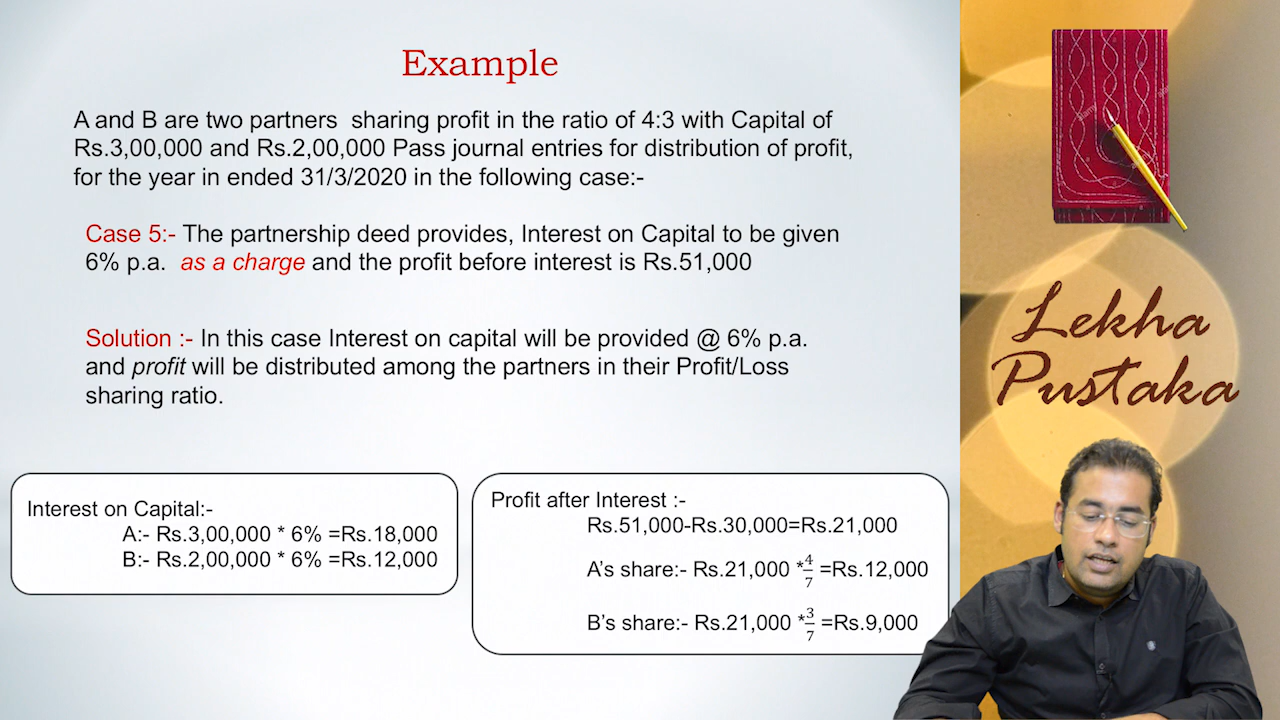 Example
A and B are two partners sharing profit in the ratio of 4:3 with Capital of
Rs.3,00,000 and Rs.2,00,000 Pass journal entries for distribution of profit,
for the year in ended 31/3/2020 in the following case:-
Case 5:- The partnership deed provides, Interest on Capital to be given
6% p.a. as a charge and the profit before interest is Rs.51,000
Solution :- In this case Interest on capital will be provided @ 6% p.a.
and profit will be distributed among the partners in their Profit/Loss
sharing ratio.
Interest on Capital:-
A:- Rs.3,00,000 * 6% =Rs.18,000
B:- Rs.2,00,000 * 6% =Rs.12,000
Profit after Interest :-
Rs.51,000-Rs.30,000=Rs.21,000
A’s share:- Rs.21,000 *4/7 =Rs.12,000
B’s share:- Rs.21,000 *3/7 =Rs.9,000
Lekha
Pustaka
alamy